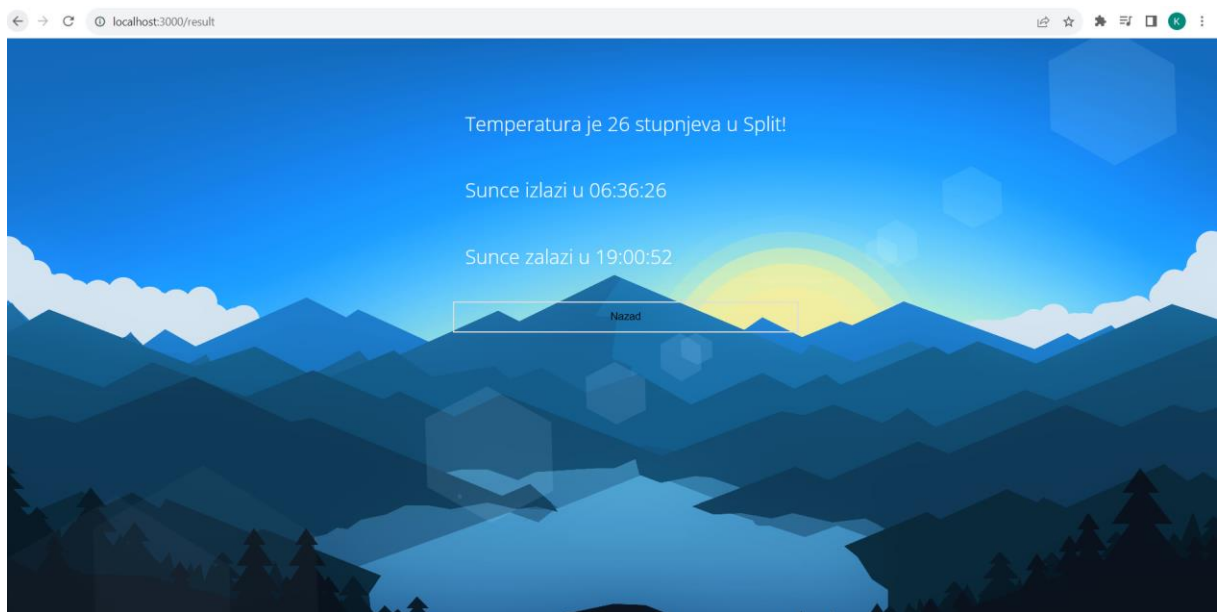 localhost:3000/result
K
Temperatura je 26 stupnjeva u Split!
Sunce izlazi u 06:36:26
Sunce zalazi u 19:00:52
Nazad